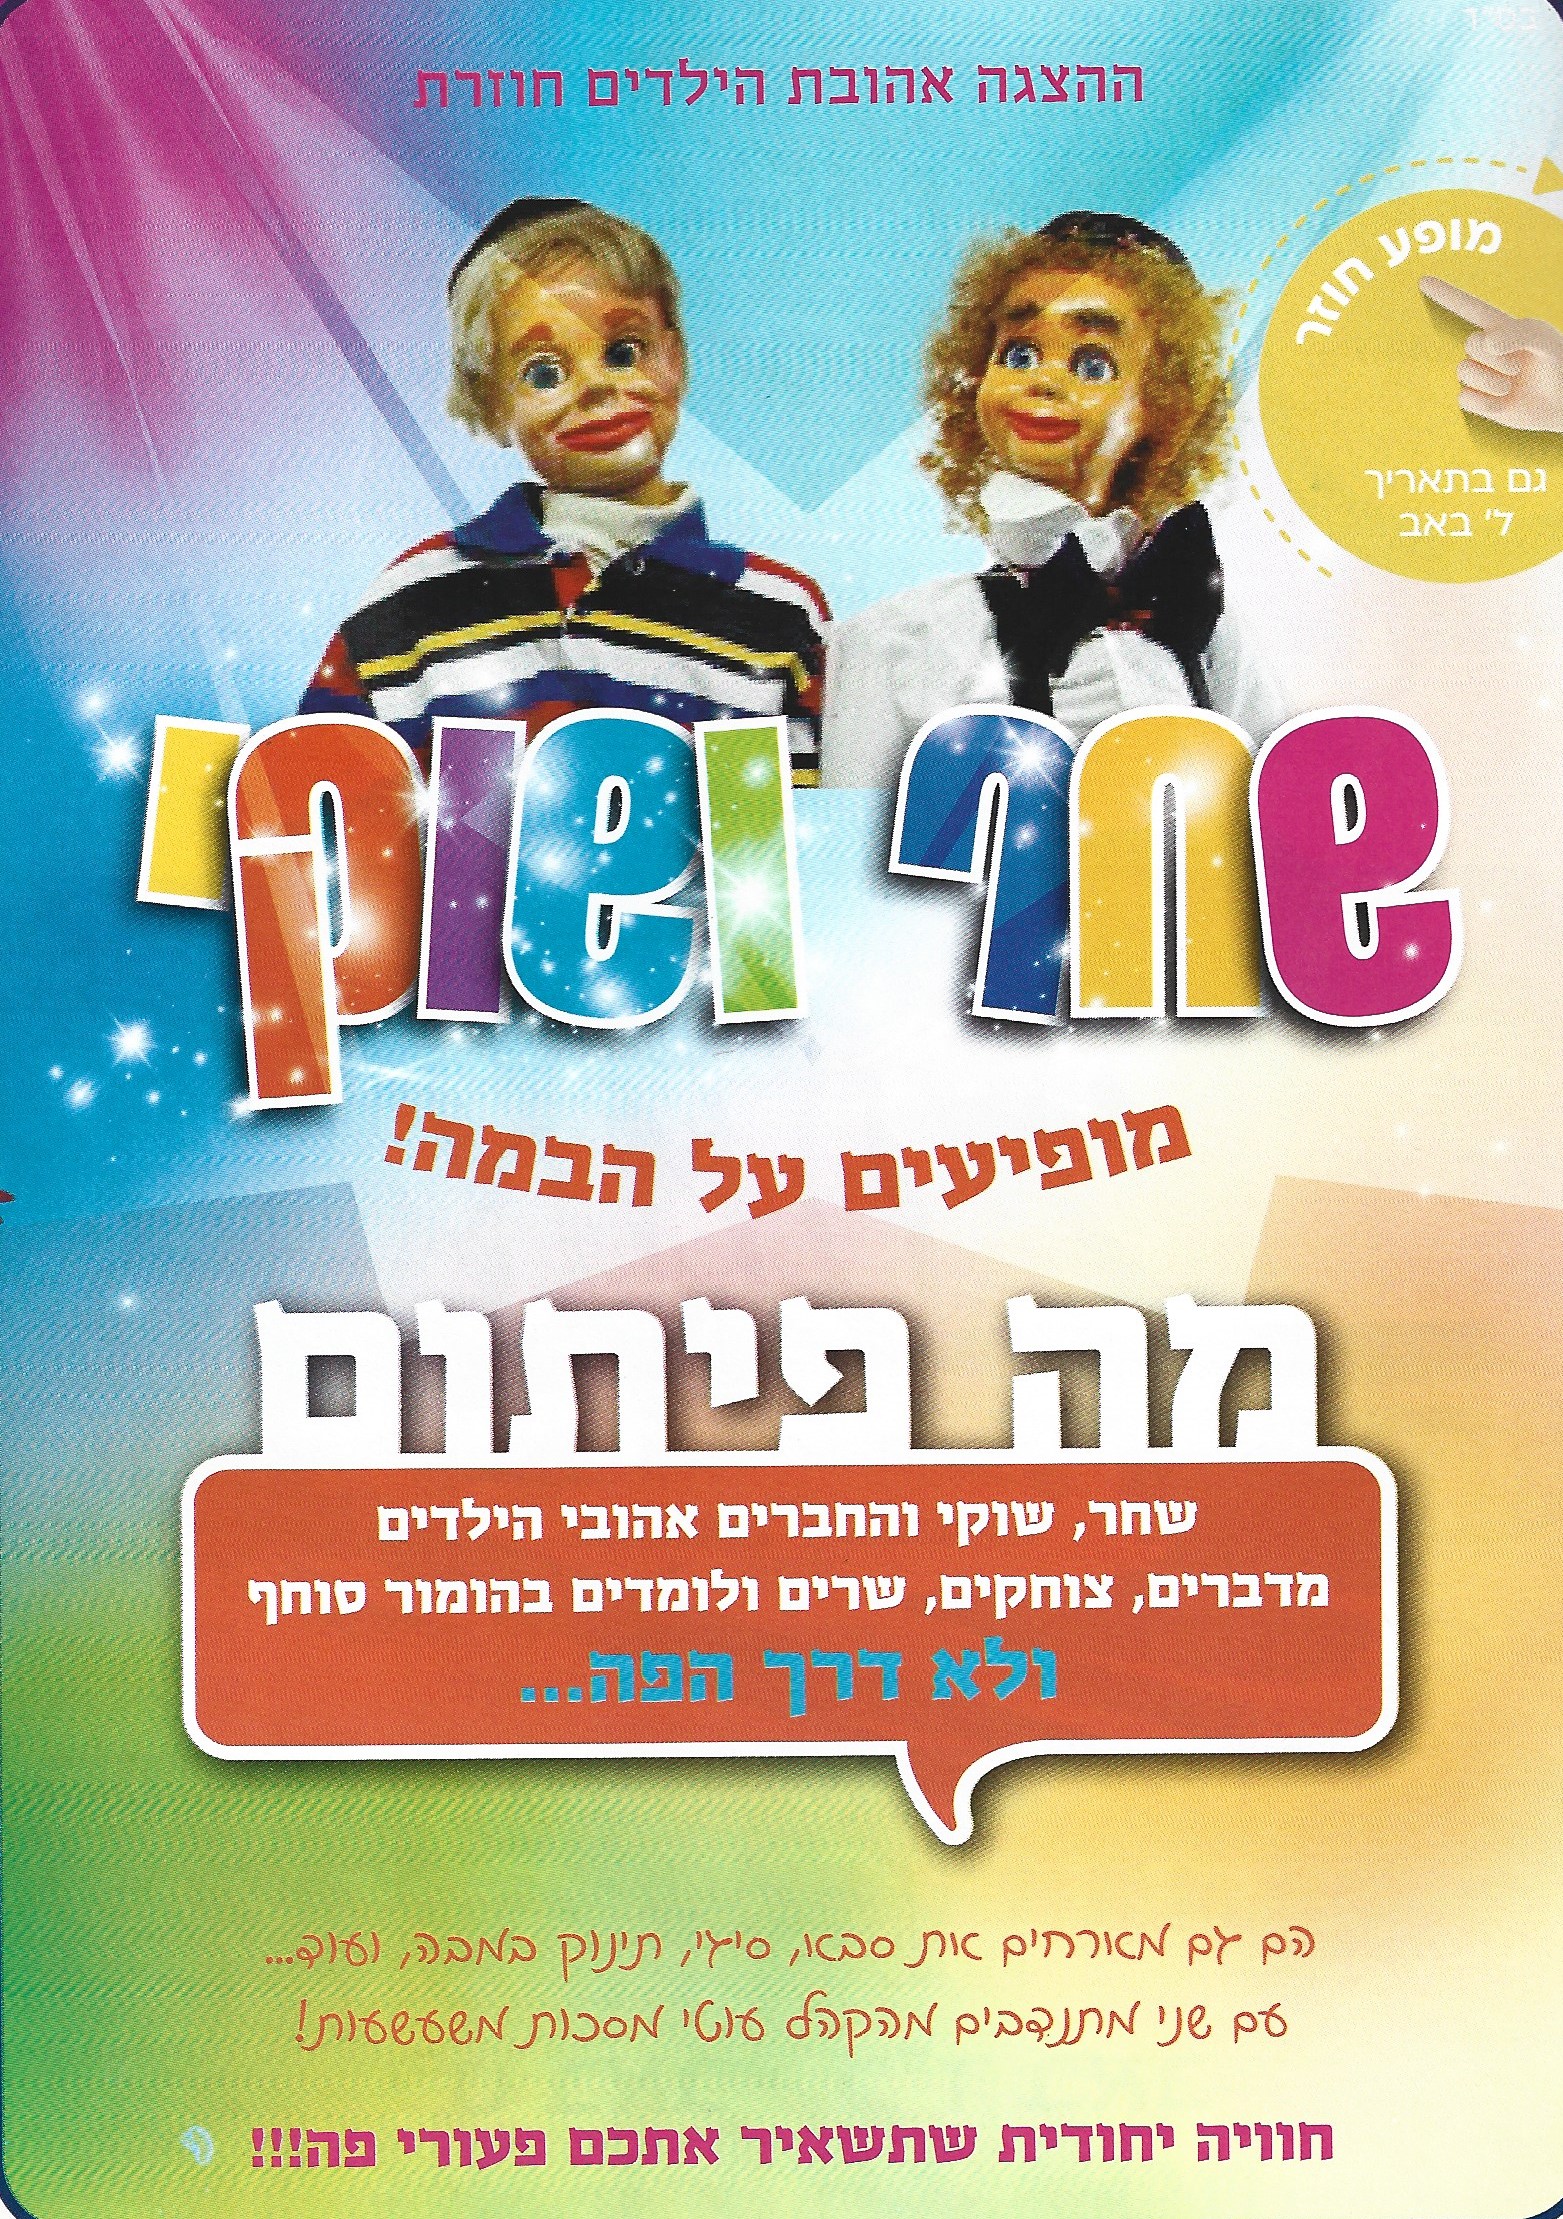 בס"ד
ההצגה אהובת הילדים חוזרת
מופע חוזר
גם בתאריך
ל' באב
שחר ושוקי
מופיעים על הבמה!
מה פיתום
שחר, שוקי והחברים אהובי הילדים
מדברים, צוחקים, שרים ולומדים בהומור סוחף
ולא דרך הפה...
הם גם מארחים את סבא, סיגי, תינוק במבה, ועוד...
עם שני מתנדבים מהקהל עוטי מסכות משעשעות!
חוויה יחודית שתשאיר אתכם פעורי פה!!!